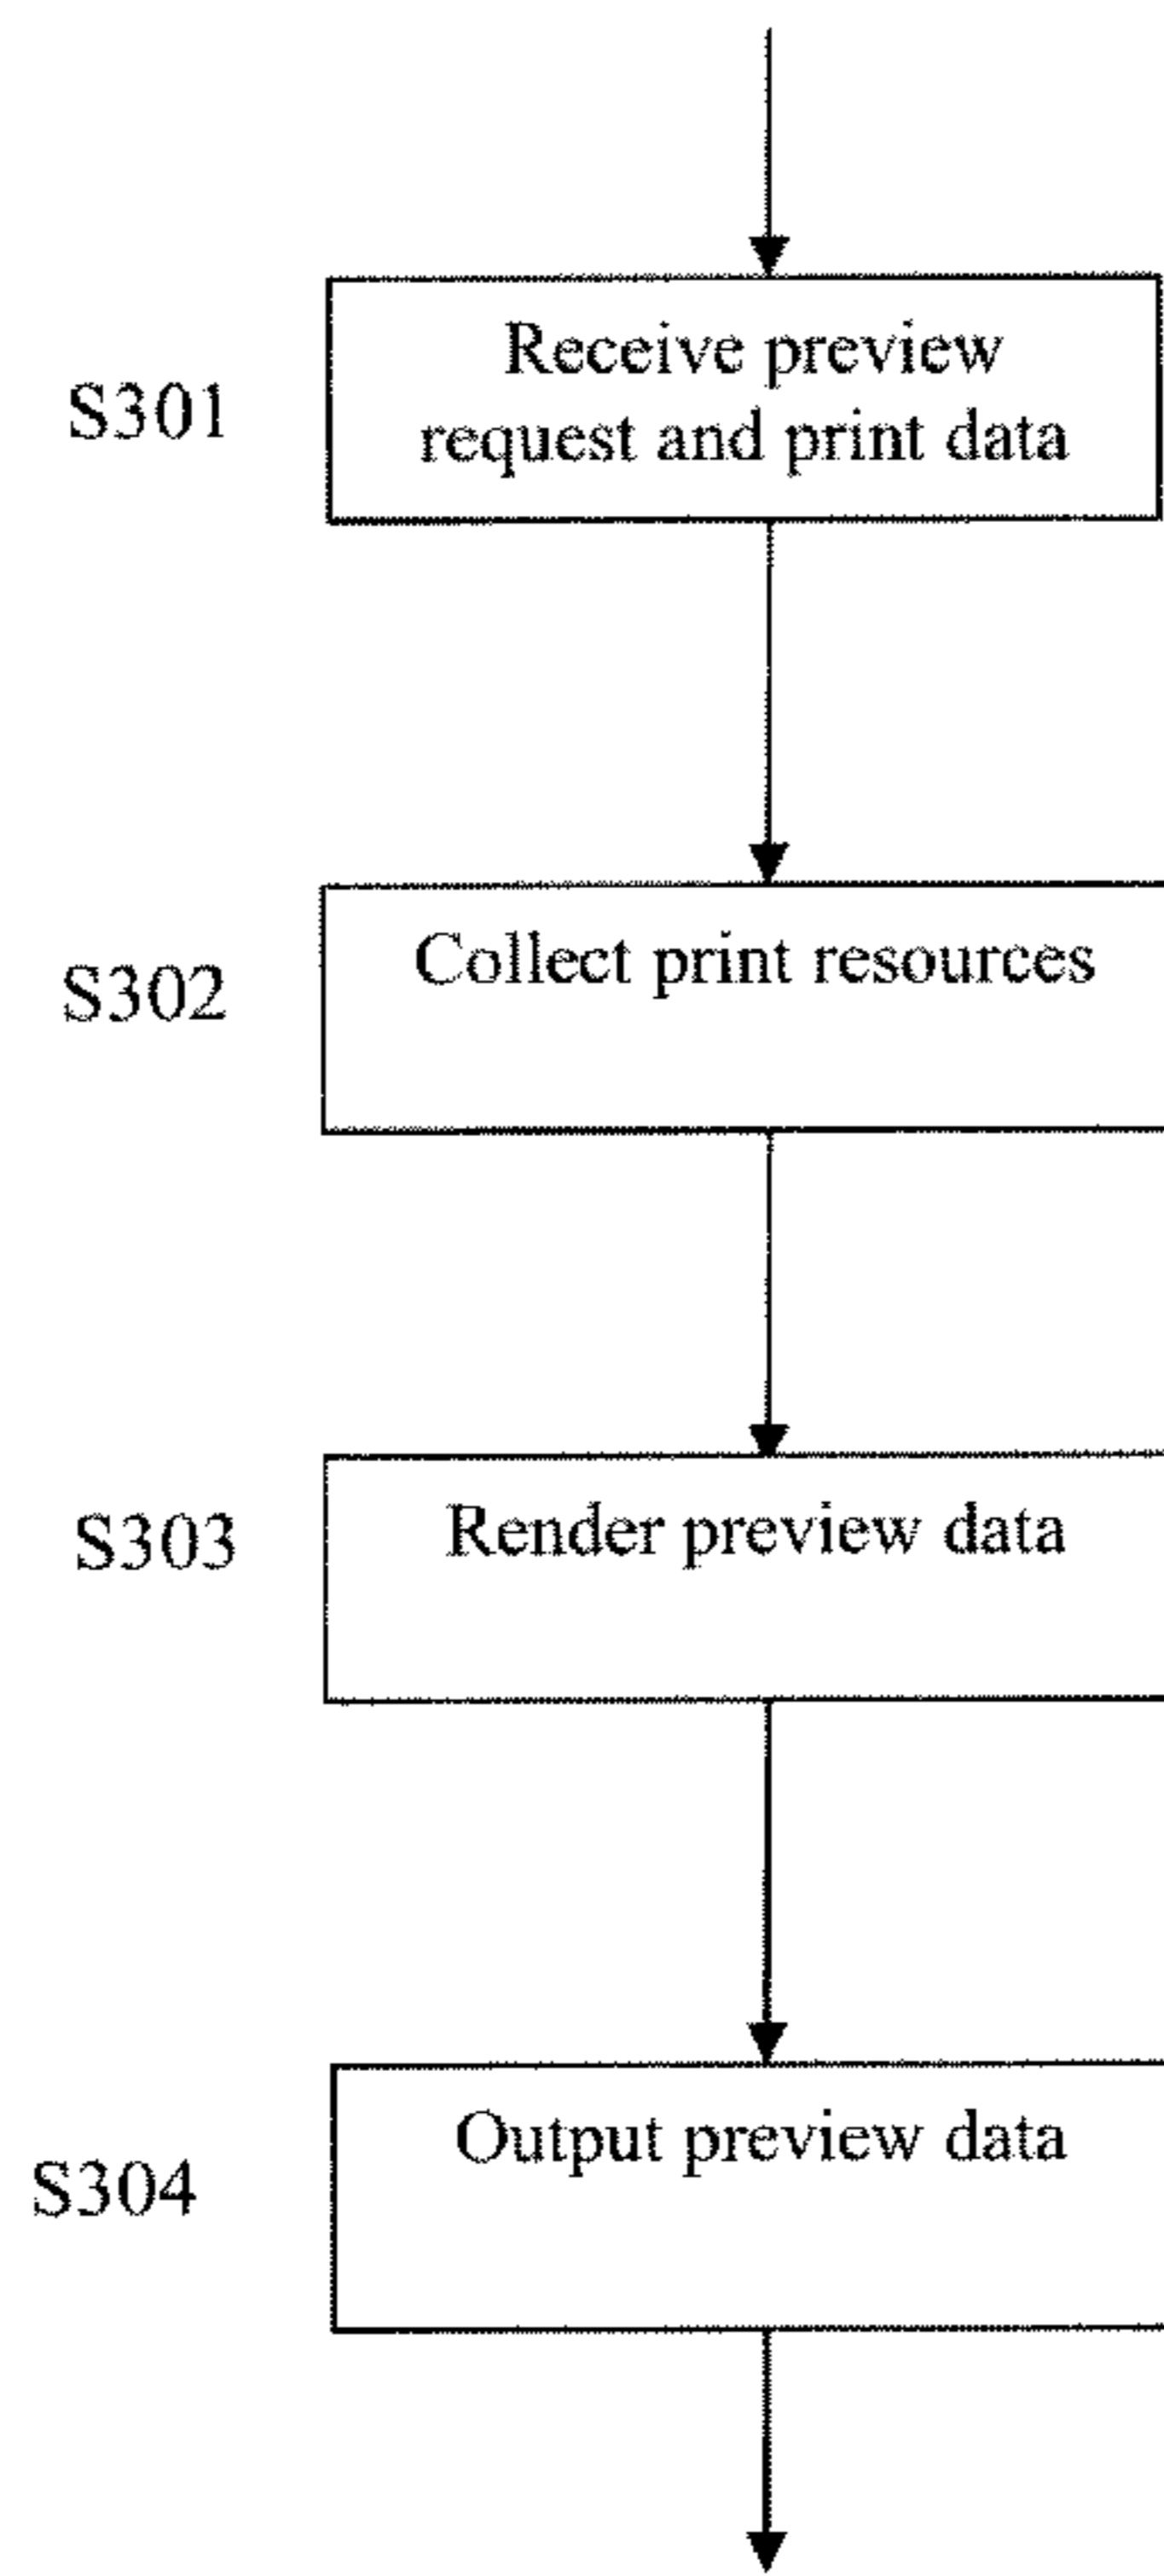 Receive preview
S301
request and print data
Collect print resources
S302
Render preview data
S303
Output preview data
S304